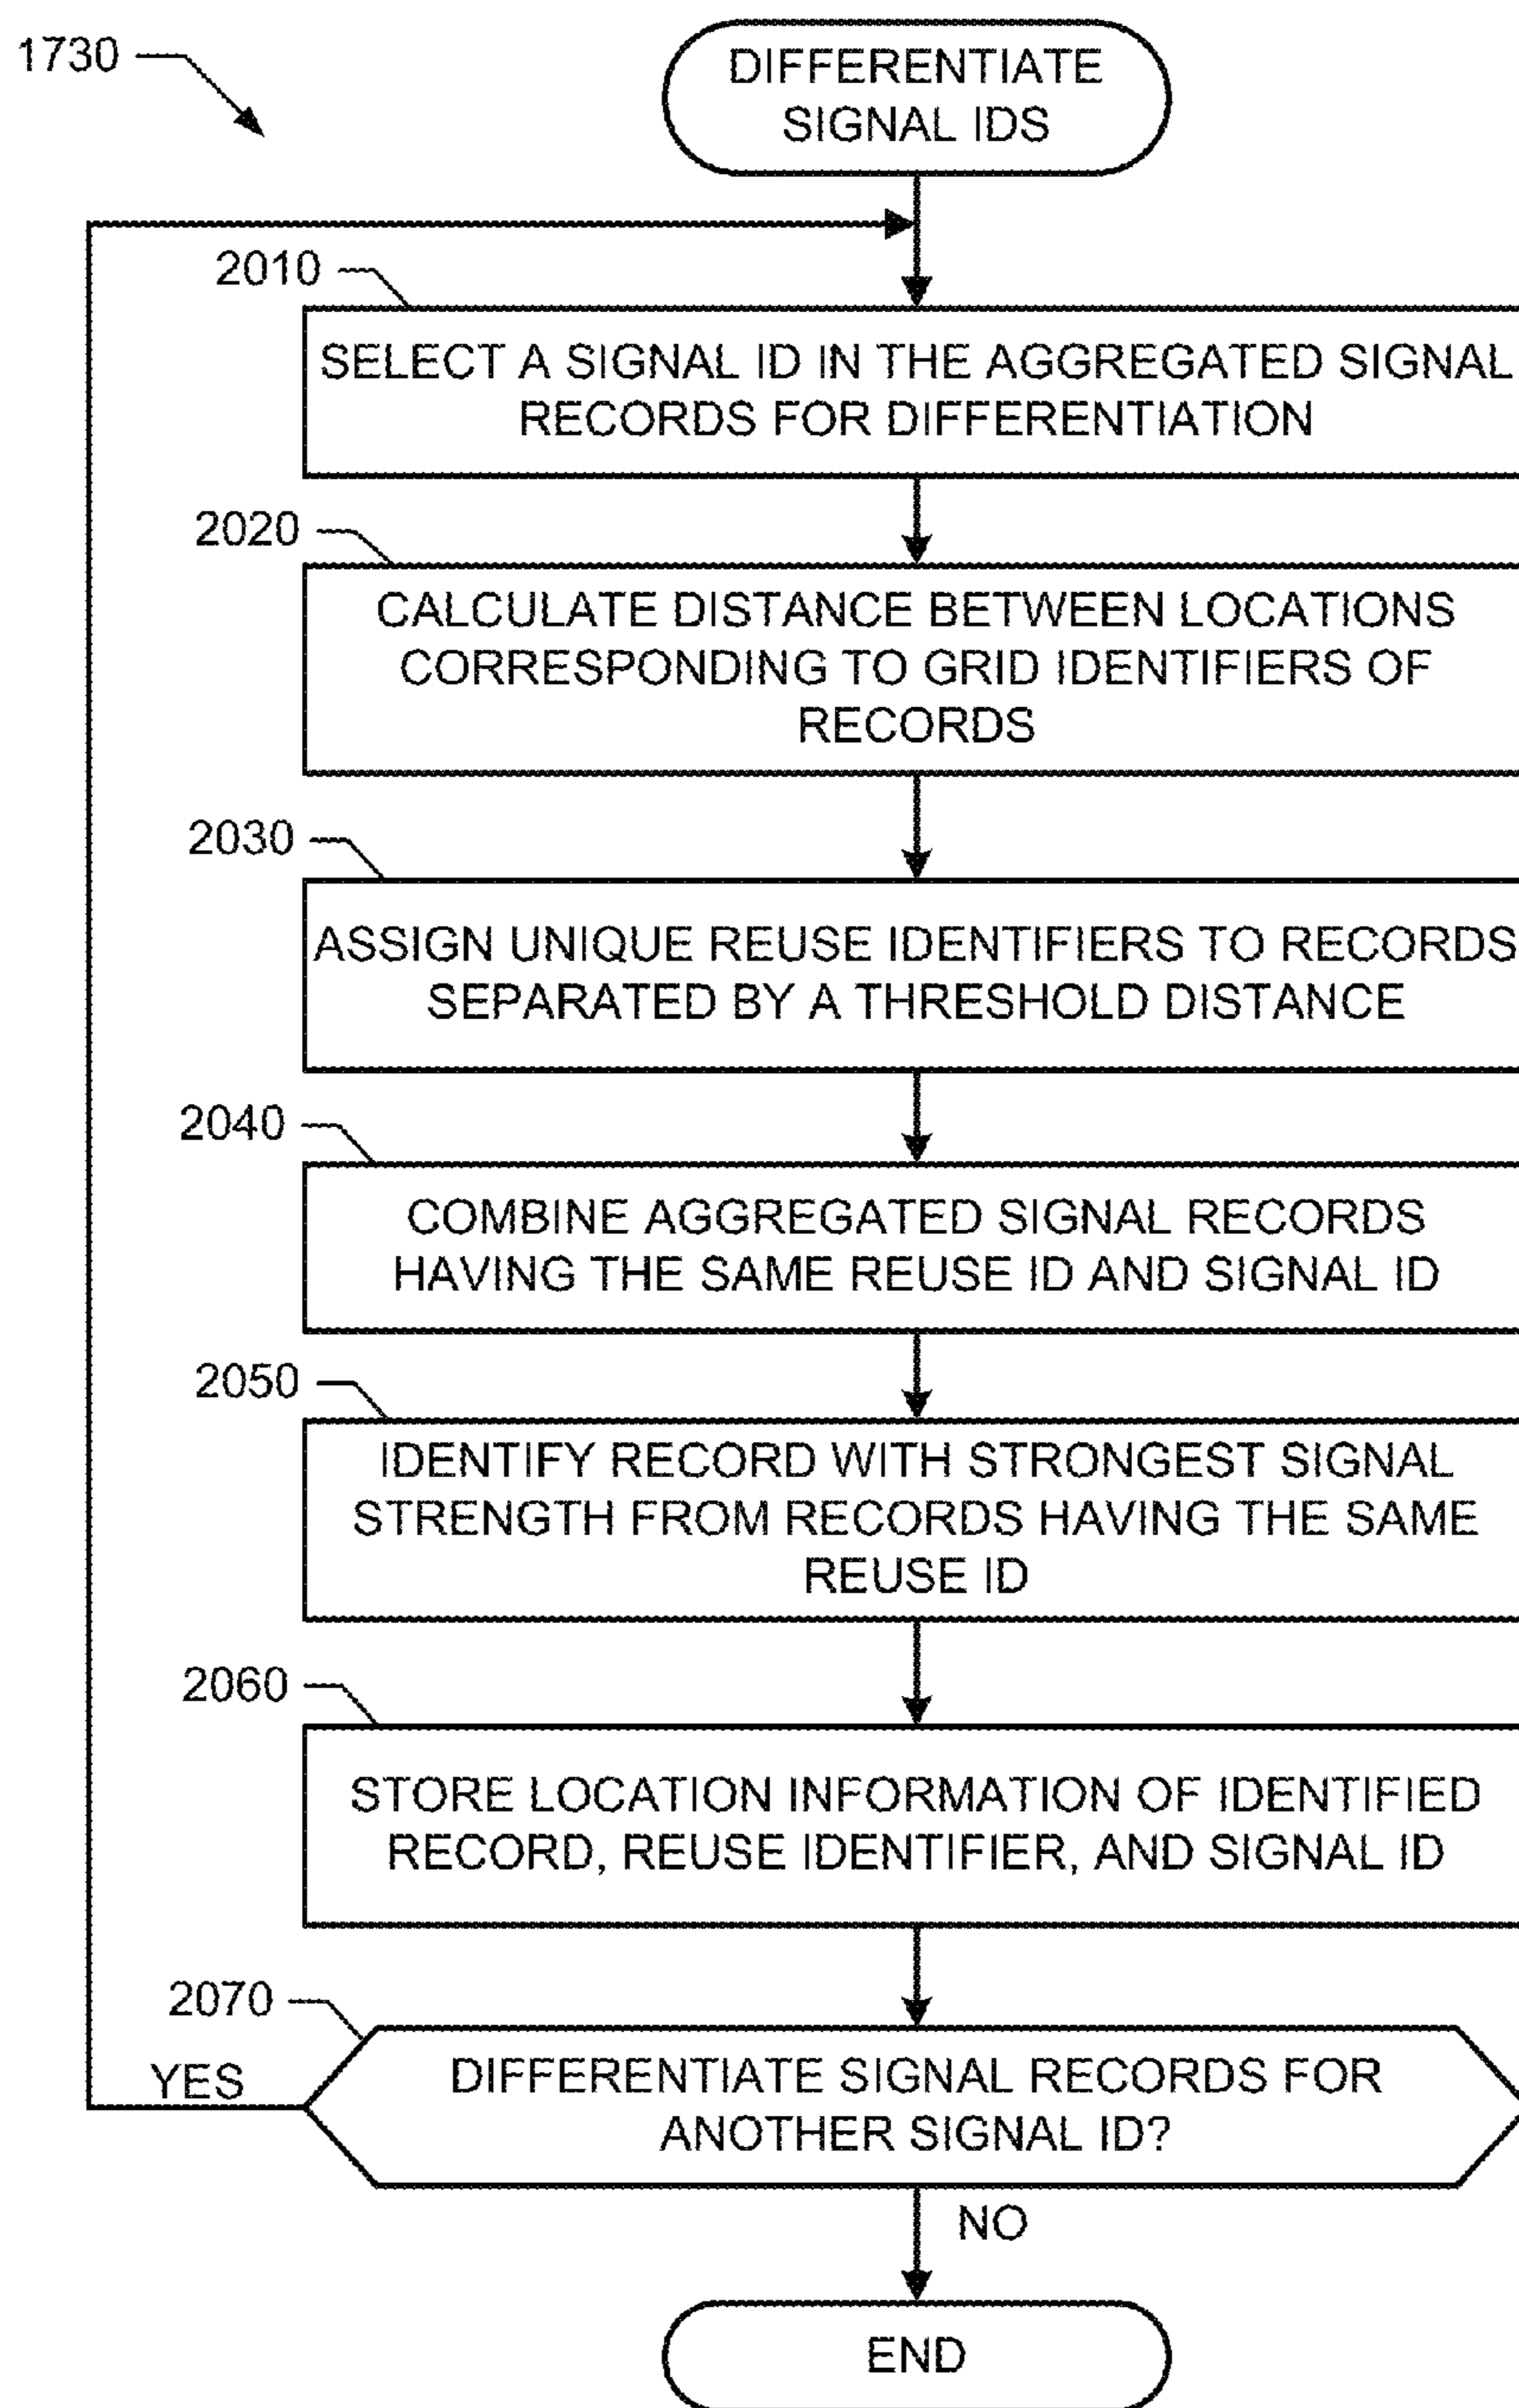 1730
DIFFERENTIATE
SIGNAL IDS
2010
SELECT A SIGNAL ID IN THE AGGREGATED SIGNAL
RECORDS FOR DIFFERENTIATION
2020
CALCULATE DISTANCE BETWEEN LOCATIONS
CORRESPONDING TO GRID IDENTIFIERS OF
RECORDS
2030
ASSIGN UNIQUE REUSE IDENTIFIERS TO RECORDS
SEPARATED BY A THRESHOLD DISTANCE
2040
COMBINE AGGREGATED SIGNAL RECORDS
HAVING THE SAME REUSE ID AND SIGNAL ID
2050
IDENTIFY RECORD WITH STRONGEST SIGNAL
STRENGTH FROM RECORDS HAVING THE SAME
REUSE ID
2060
STORE LOCATION INFORMATION OF IDENTIFIED
RECORD, REUSE IDENTIFIER, AND SIGNAL ID
2070
YES
DIFFERENTIATE SIGNAL RECORDS FOR
ANOTHER SIGNAL ID?
NO
END